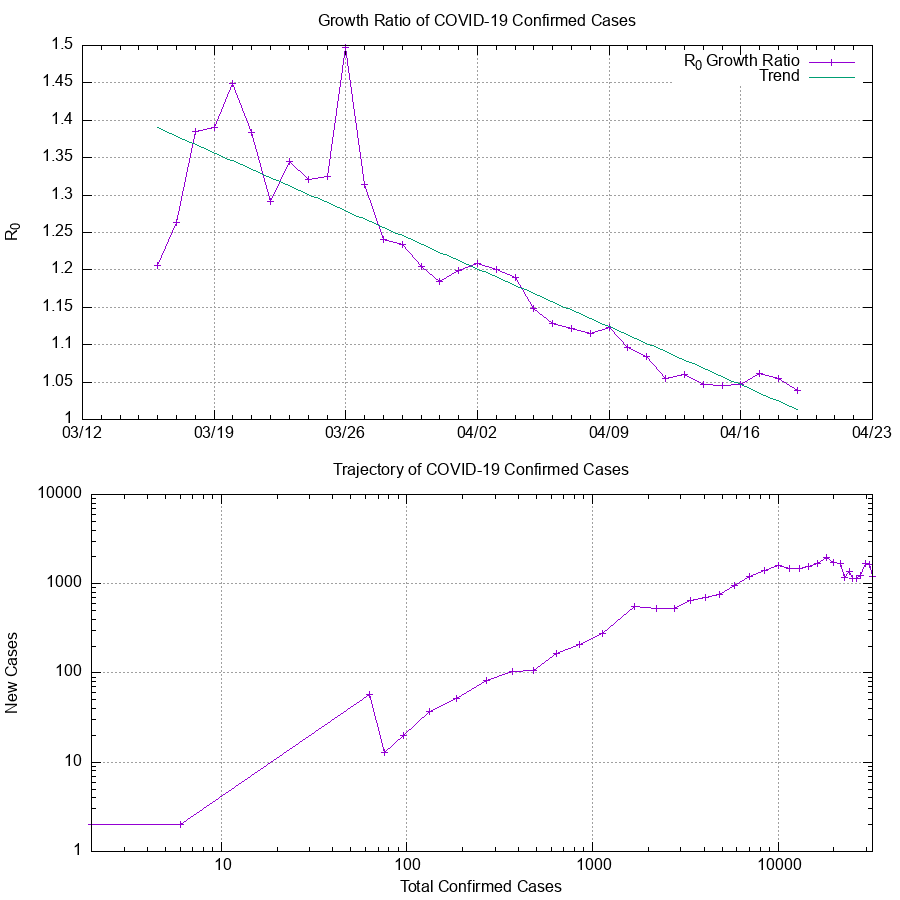 Growth Ratio of COVID-19 Confirmed Cases
1.5
1.45
1.4
1.35
1.3
1.25
1.2
1.15
1.1
1.05
1
R0
R0 Growth Ratio
Trend
03/12 03/19 03/26 04/02 04/09 04/16 04/23
Trajectory of COVID-19 Confirmed Cases
10000
1000
100
10
1
New Cases
10 100 1000 10000
Total Confirmed Cases